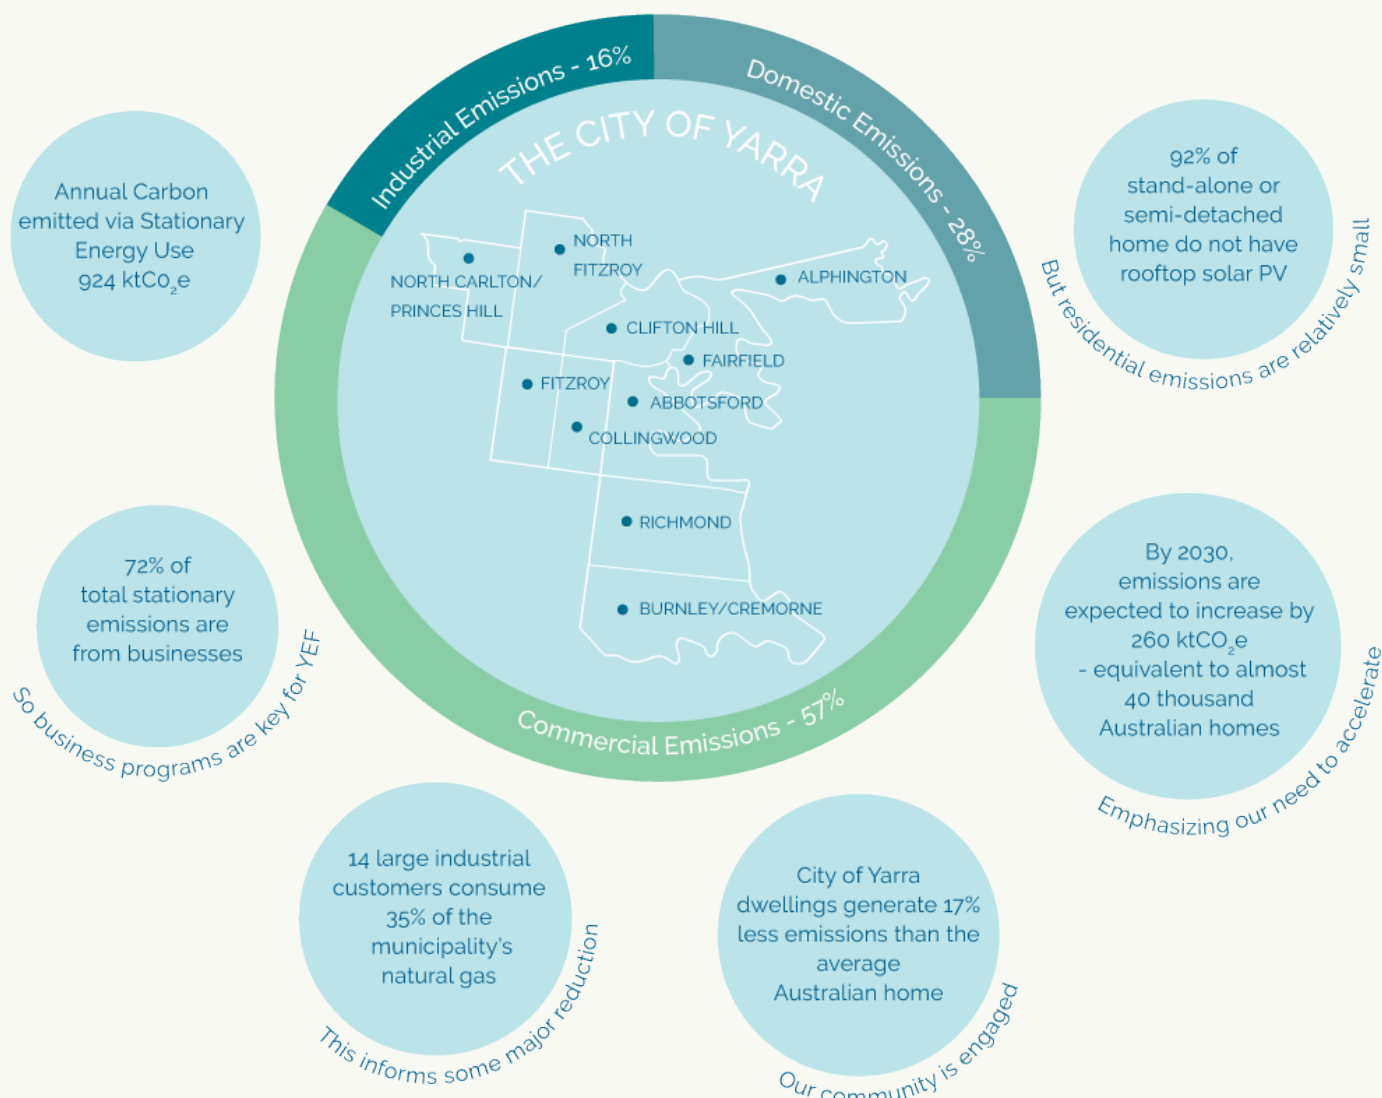 Industrial Emissions - 16%
Domestic Emissions - 28%
THE CITY OF YARRA
NORTH
FITZROY
NORTH CARLTON/
PRINCES HILL
ALPHINGTON
CLIFTON HILL
FAIRFIELD
FITZROY
ABBOTSFORD
COLLINGWOOD
RICHMOND
BURNLEY/CREMORNE
Commercial Emissions - 57%
Annual Carbon
emitted via Stationary
Energy Use
924 ktC0₂e
92% of
stand-alone or
semi-detached
home do not have
rooftop solar PV
But residential emissions are relatively small
72% of
total stationary
emissions are
from businesses
So business programs are key for YEF
By 2030,
emissions are
expected to increase by
260 ktCO₂e
- equivalent to almost
40 thousand
Australian homes
Emphasizing our need to accelerate
14 large industrial
customers consume
35% of the
municipality's
natural gas
This informs some major reduction
City of Yarra
dwellings generate 17%
less emissions than the
average
Australian home
Our community is engaged